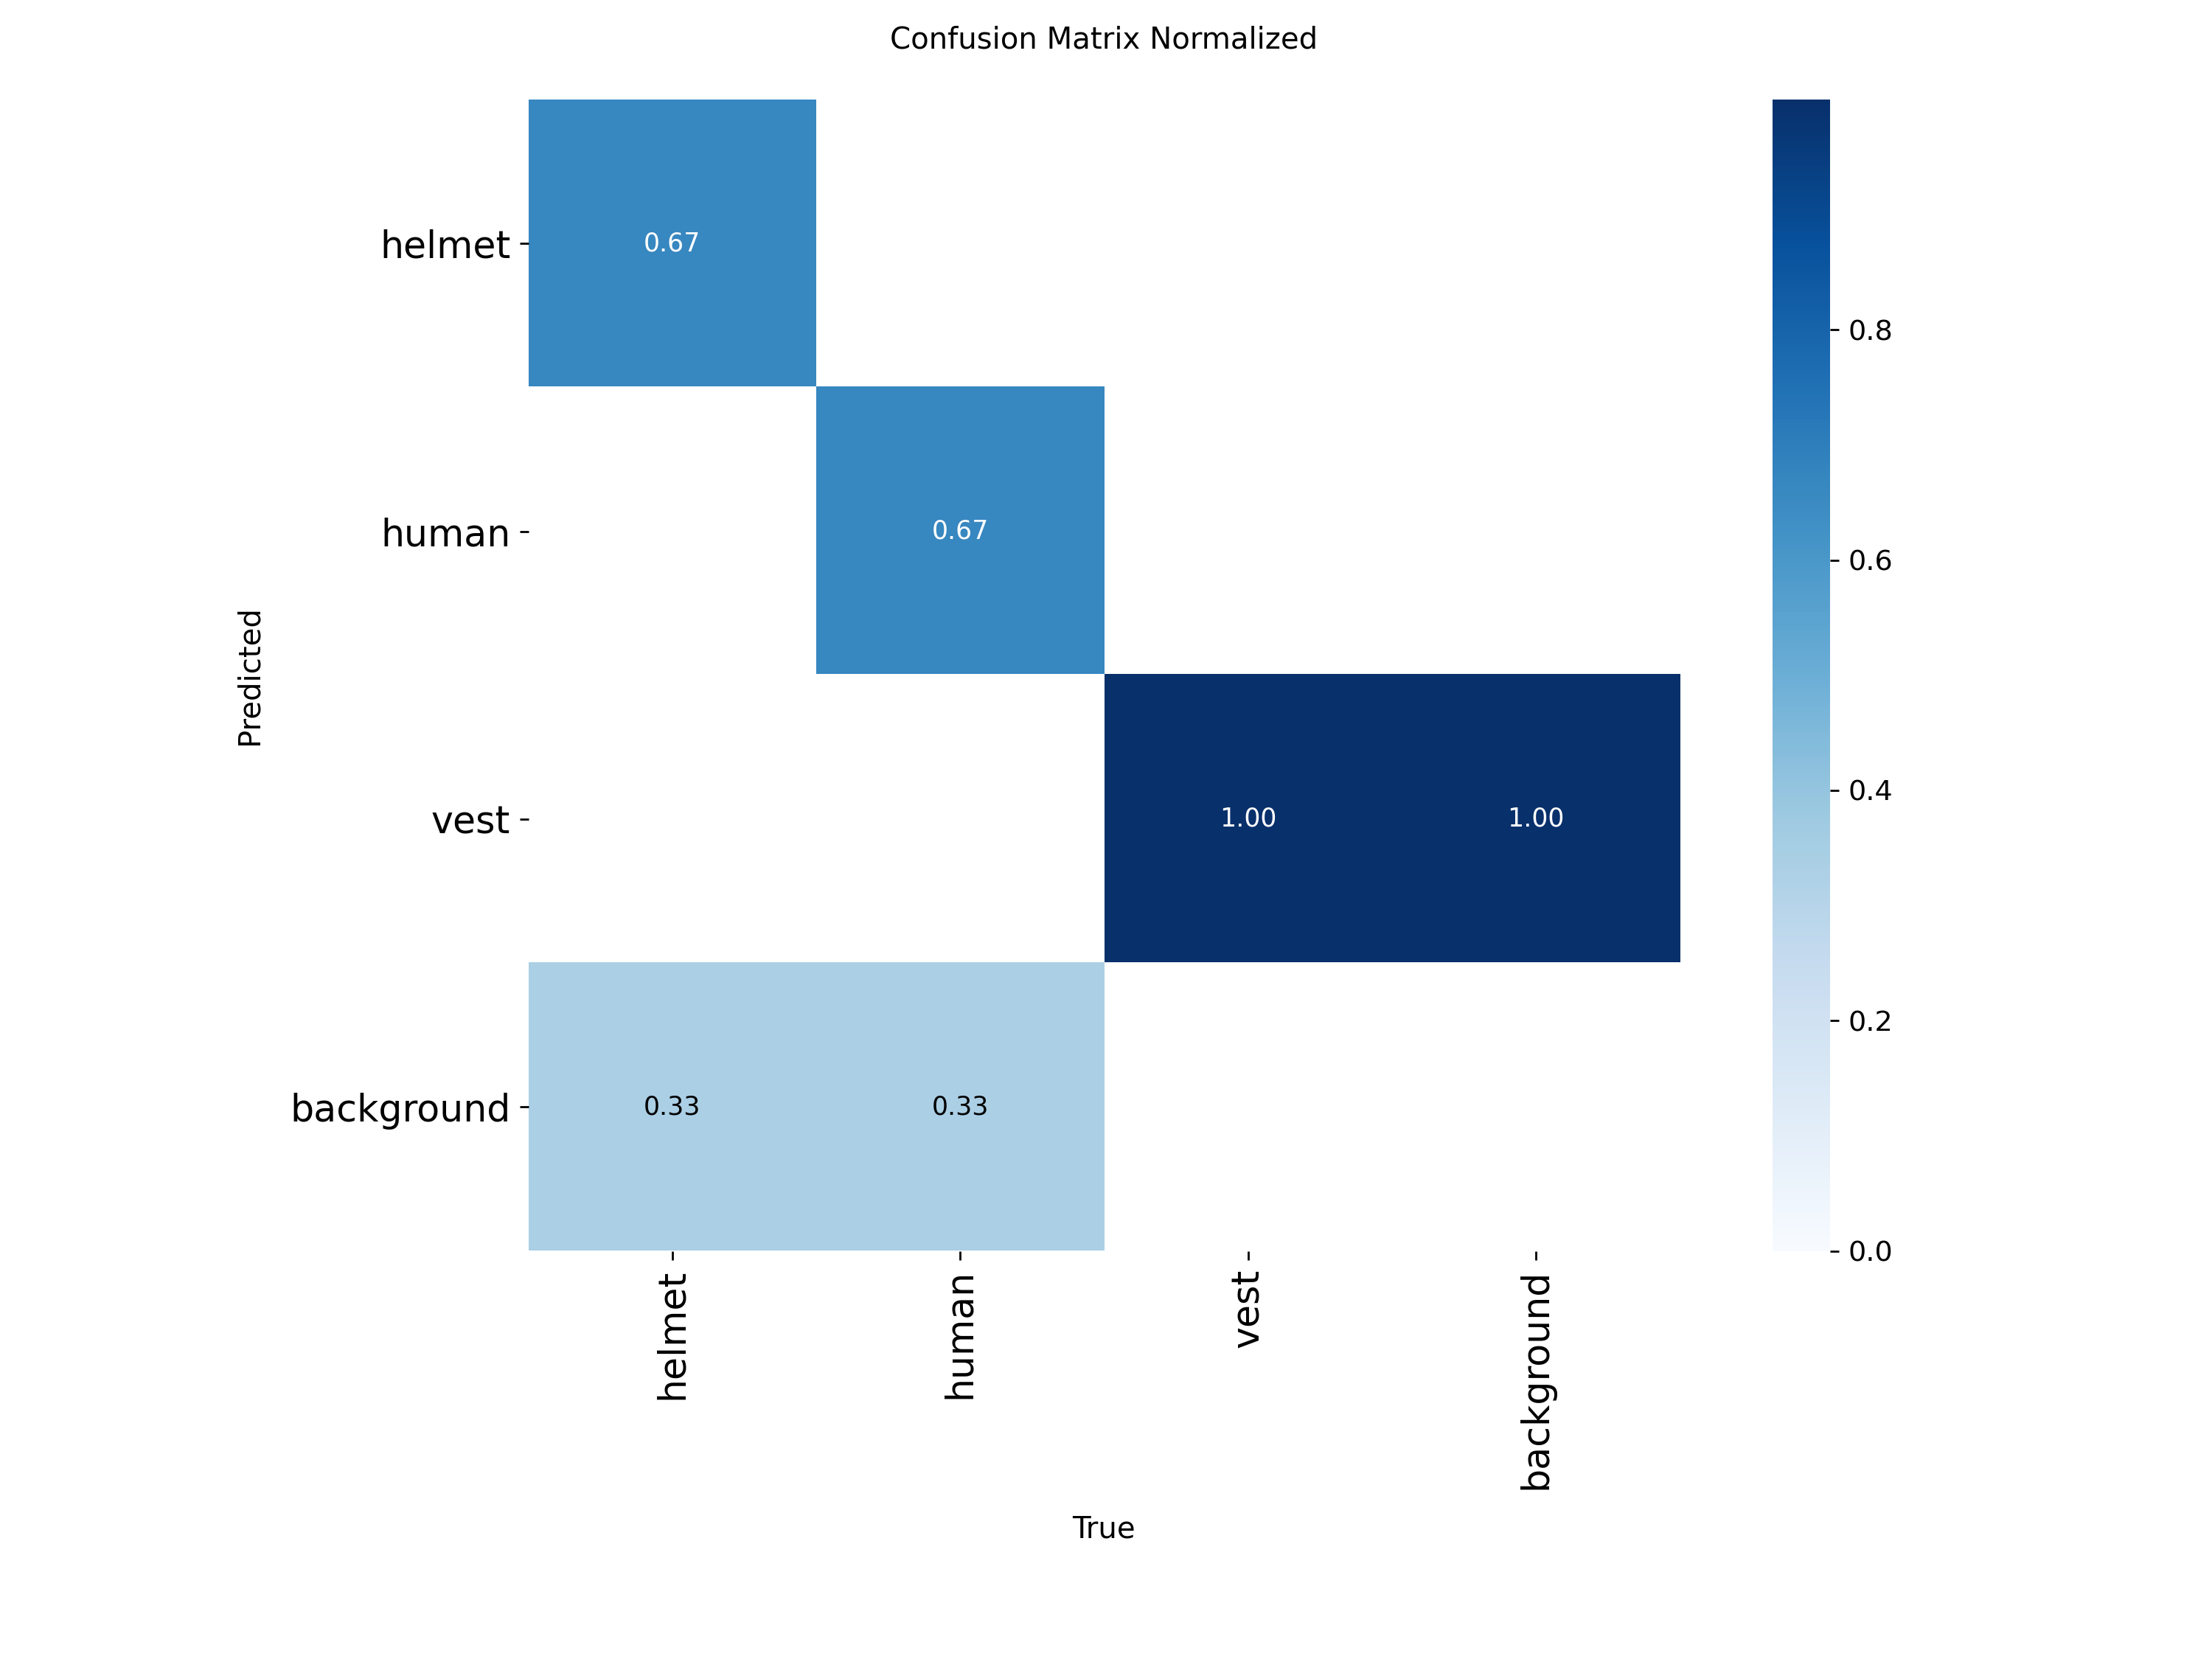 Confusion Matrix Normalized
helmet
0.67
0.8
human
0.67
0.6
Predicted
vest
1.00
1.00
0.4
background
0.33
0.33
0.2
0.0
helmet
human
vest
background
True